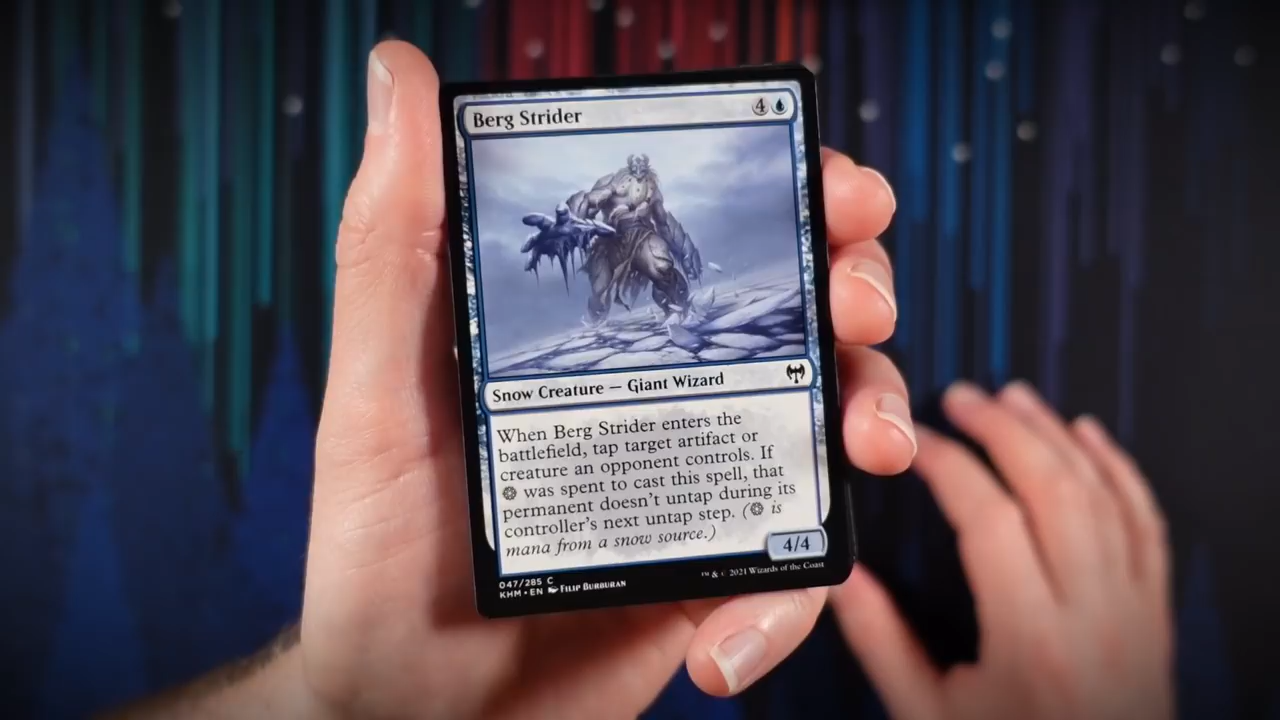 Berg Strider 4
Snow Creature — Giant Wizard
When Berg Strider enters the
battlefield, tap target artifact or
creature an opponent controls. If
was spent to cast this spell, that
permanent doesn't untap during its
controller's next untap step. ( is
mana from a snow source.)
4/4
047/285 C
KHM • EN FILIP BURBURAN
™ & © 2021 Wizards of the Coast